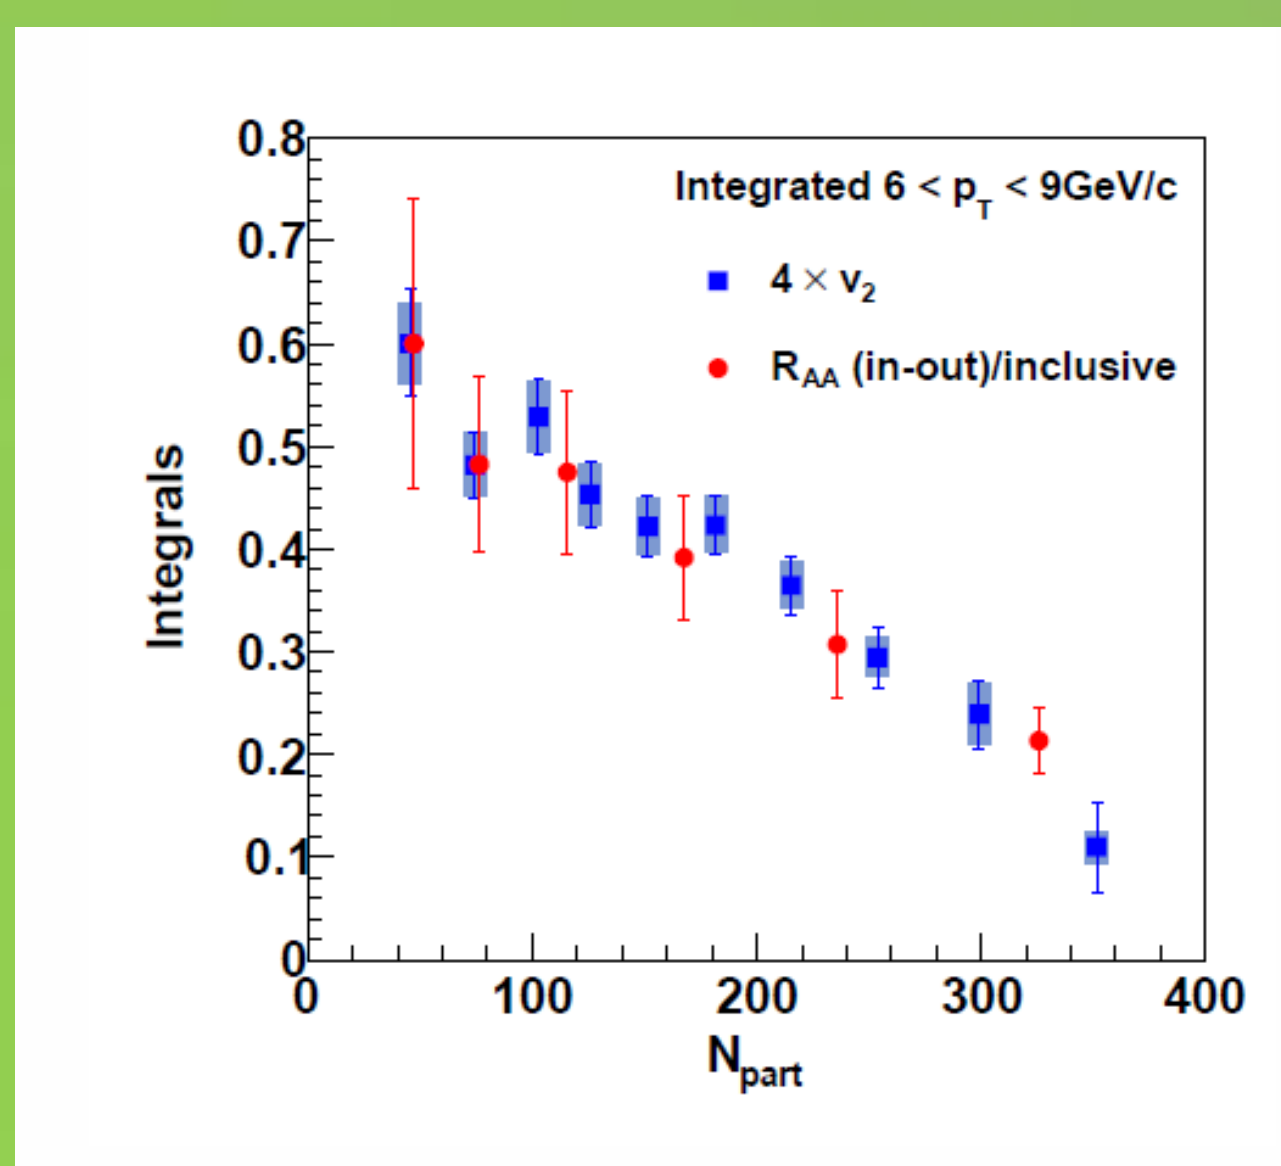 0.8
0.7
0.6
0.5
0.4
0.3
0.2
0.1
0
Integrals
Integrated 6 < p_T < 9GeV/c
4 × v₂
R_AA (in-out)/inclusive
0 100 200 300 400
N_part